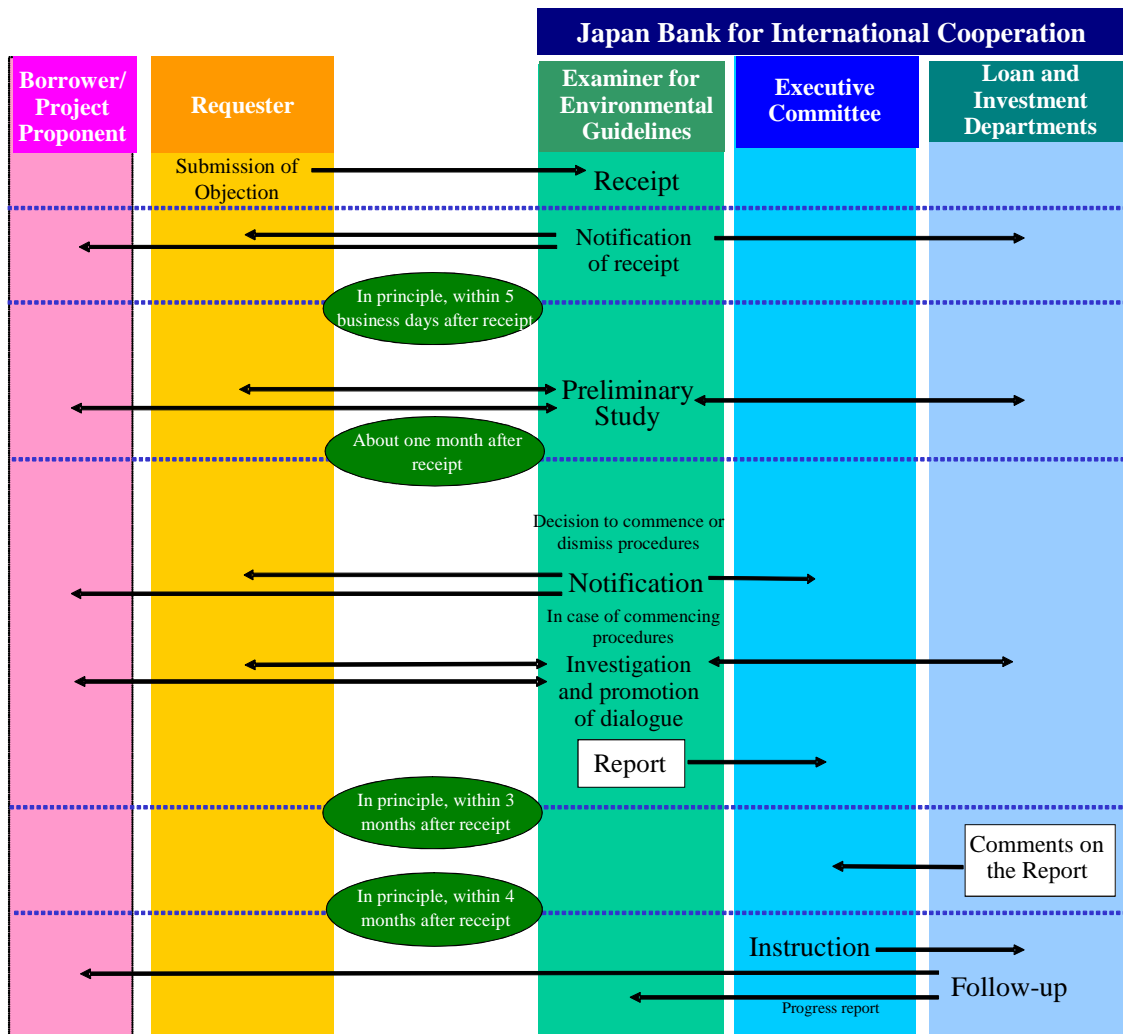 Japan Bank for International Cooperation
Borrower/
Project
Proponent
Requester
Examiner for
Environmental
Guidelines
Executive
Committee
Loan and
Investment
Departments
Submission of
Objection
Receipt
Notification
of receipt
In principle, within 5
business days after receipt
Preliminary
Study
About one month after
receipt
Decision to commence or
dismiss procedures
Notification
In case of commencing
procedures
Investigation
and promotion
of dialogue
Report
In principle, within 3
months after receipt
Comments on
the Report
In principle, within 4
months after receipt
Instruction
Follow-up
Progress report